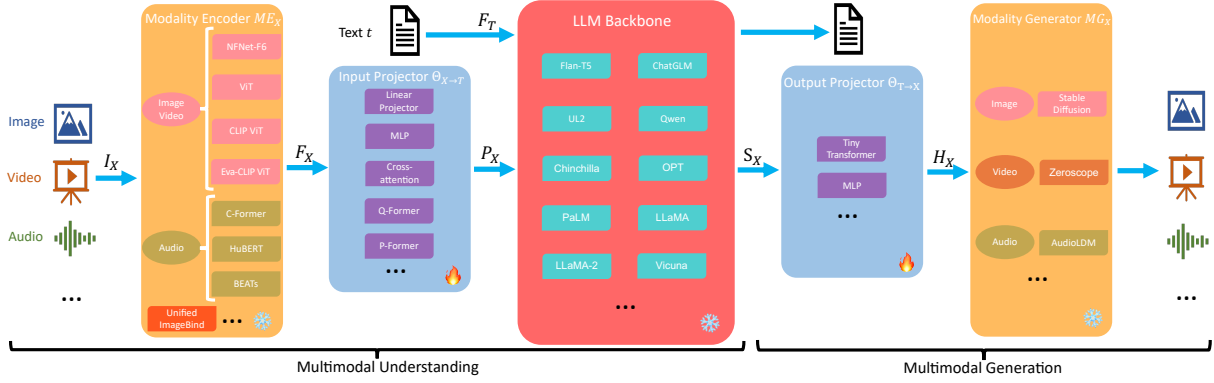 Image
Video
Audio
...
I_X
Modality Encoder ME_X
Image
Video
NFNet-F6
ViT
CLIP ViT
Eva-CLIP ViT
Audio
C-Former
HuBERT
BEATs
Unified
ImageBind
...
F_X
Text t
F_T
Input Projector Θ_X→T
Linear
Projector
MLP
Cross-
attention
Q-Former
P-Former
...
P_X
LLM Backbone
Flan-T5
ChatGLM
UL2
Qwen
Chinchilla
OPT
PaLM
LLaMA
LLaMA-2
Vicuna
...
S_X
Output Projector Θ_T→X
Tiny
Transformer
MLP
...
H_X
Modality Generator MG_X
Image
Stable
Diffusion
Video
Zeroscope
Audio
AudioLDM
...
...
Multimodal Understanding
Multimodal Generation